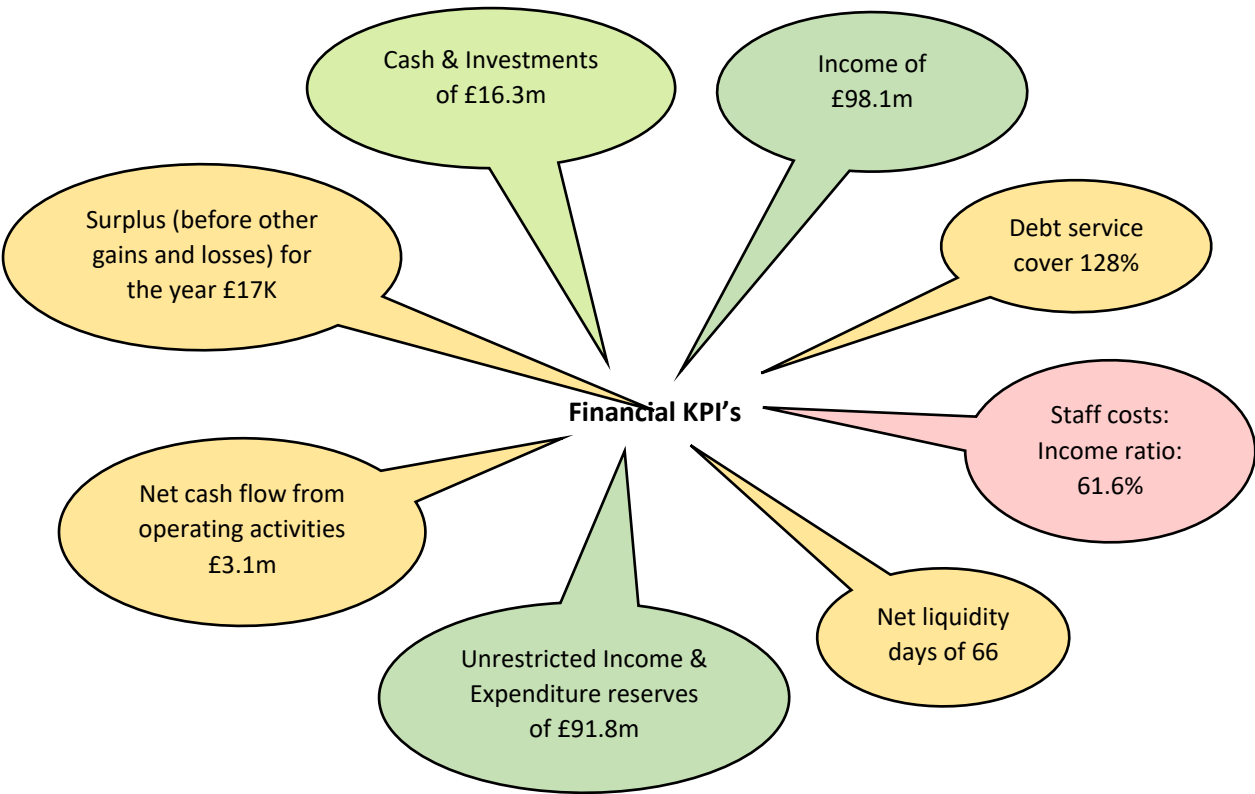 Cash & Investments
of £16.3m
Income of
£98.1m
Surplus (before other
gains and losses) for
the year £17K
Debt service
cover 128%
Financial KPI's
Staff costs:
Income ratio:
61.6%
Net cash flow from
operating activities
£3.1m
Net liquidity
days of 66
Unrestricted Income &
Expenditure reserves
of £91.8m